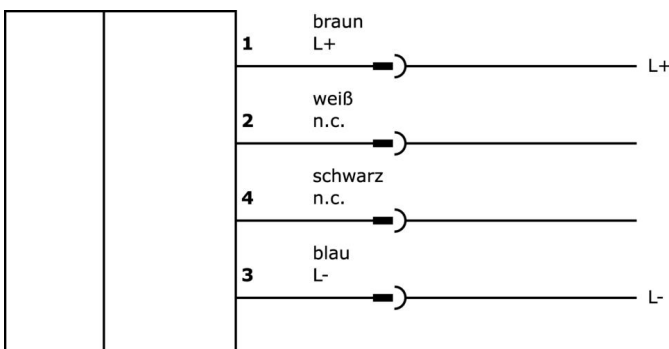 braun
1 L+
L+
weiß
2 n.c.
schwarz
4 n.c.
blau
3 L-
L-